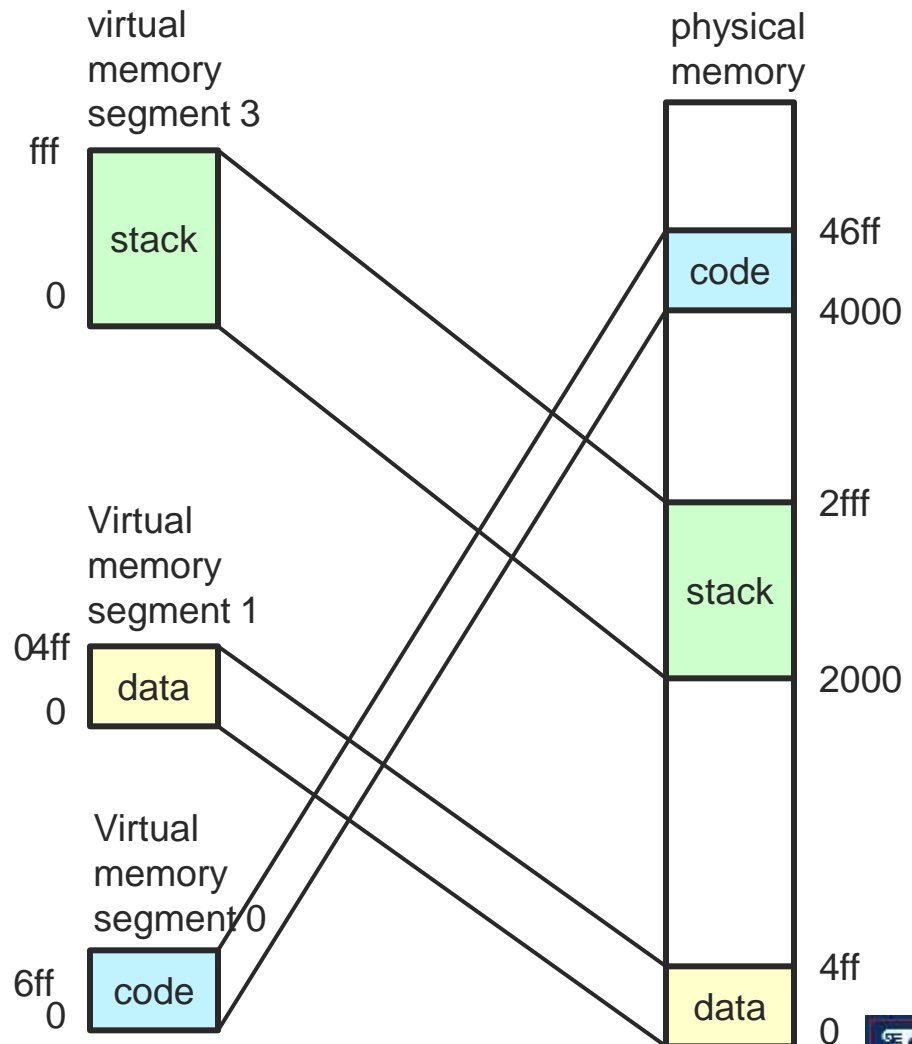 virtual
memory
segment 3
fff
stack
0
Virtual
memory
segment 1
04ff
data
0
Virtual
memory
segment 0
6ff
code
0
physical
memory
46ff
code
4000
2fff
stack
2000
4ff
data
0